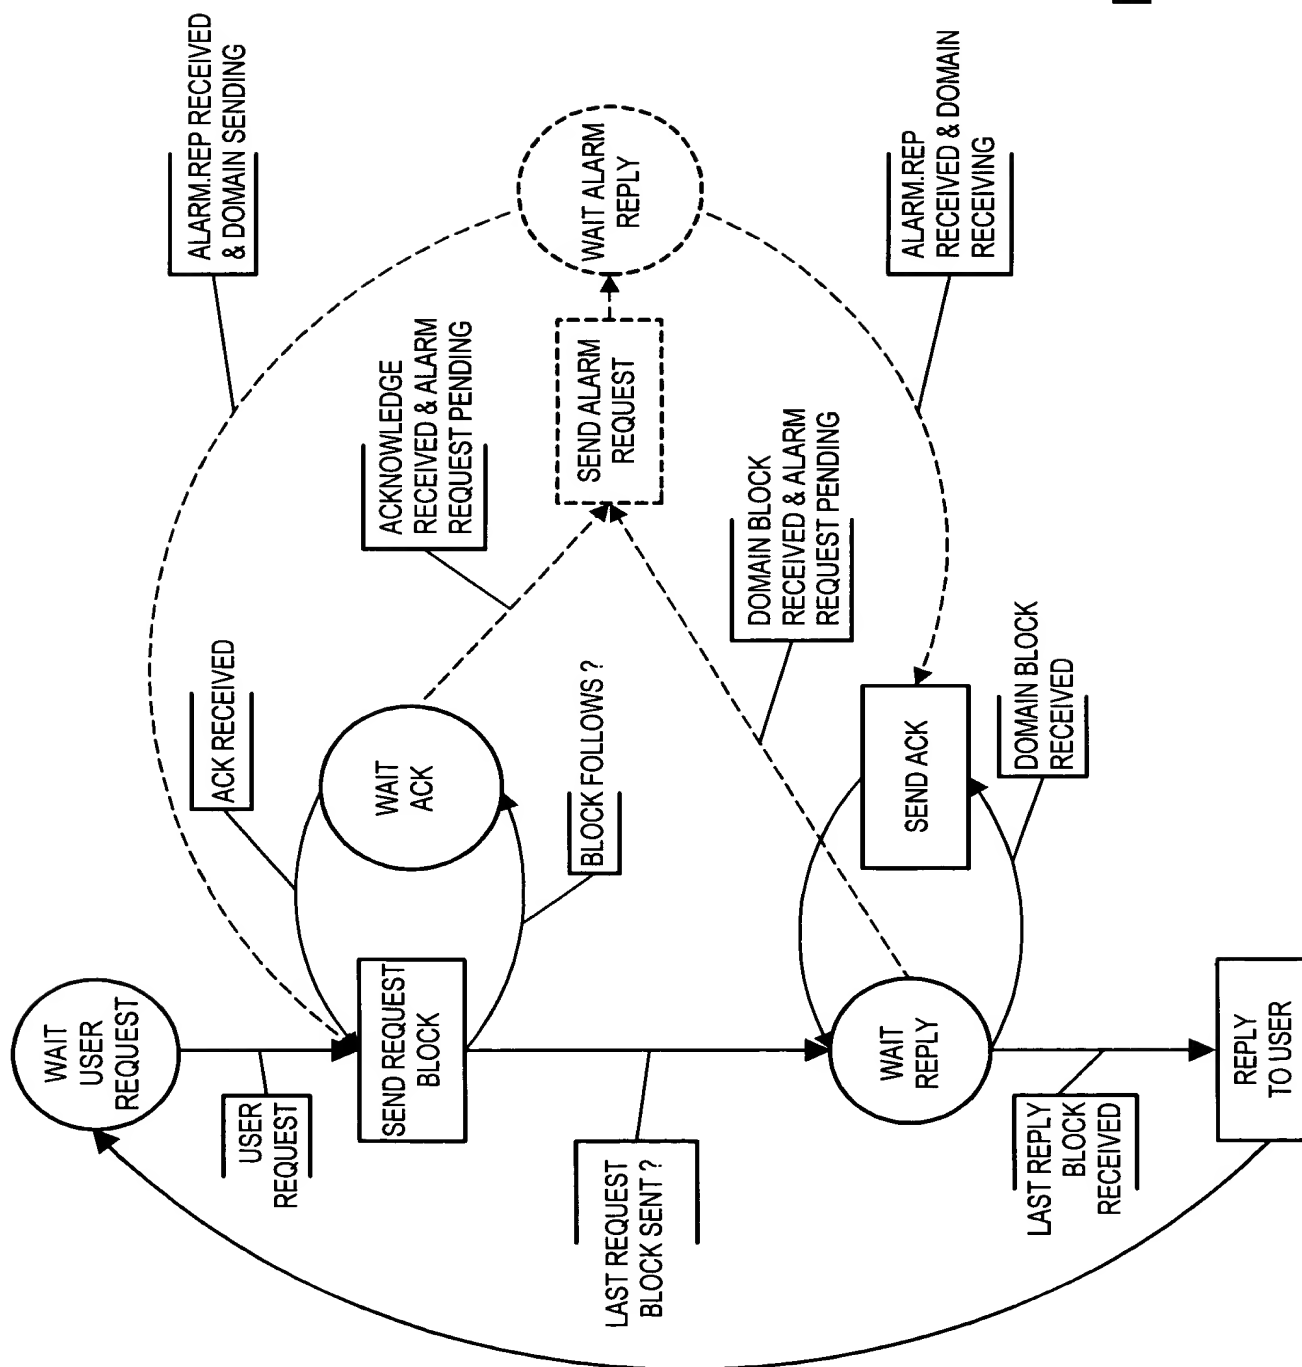 WAIT
USER
REQUEST
USER
REQUEST
SEND REQUEST
BLOCK
ACK RECEIVED
WAIT
ACK
BLOCK FOLLOWS ?
ALARM.REP RECEIVED
& DOMAIN SENDING
ACKNOWLEDGE
RECEIVED & ALARM
REQUEST PENDING
SEND ALARM
REQUEST
WAIT ALARM
REPLY
LAST REQUEST
BLOCK SENT ?
DOMAIN BLOCK
RECEIVED & ALARM
REQUEST PENDING
ALARM.REP
RECEIVED & DOMAIN
RECEIVING
WAIT
REPLY
SEND ACK
DOMAIN BLOCK
RECEIVED
LAST REPLY
BLOCK
RECEIVED
REPLY
TO USER